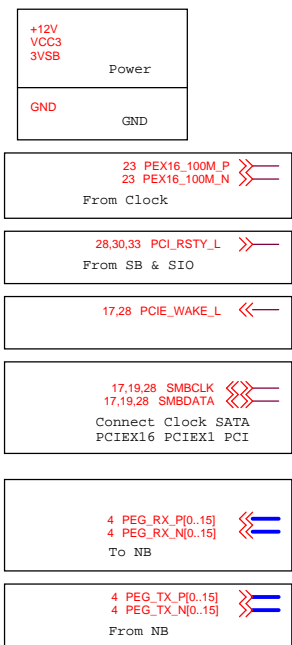 +12V
VCC3
3VSB
Power
GND
GND
23 PEX16_100M_P
23 PEX16_100M_N
From Clock
28,30,33 PCI_RSTY_L
From SB & SIO
17,28 PCIE_WAKE_L
17,19,28 SMBCLK
17,19,28 SMBDATA
Connect Clock SATA
PCIEX16 PCIEX1 PCI
4 PEG_RX_P[0..15]
4 PEG_RX_N[0..15]
To NB
4 PEG_TX_P[0..15]
4 PEG_TX_N[0..15]
From NB